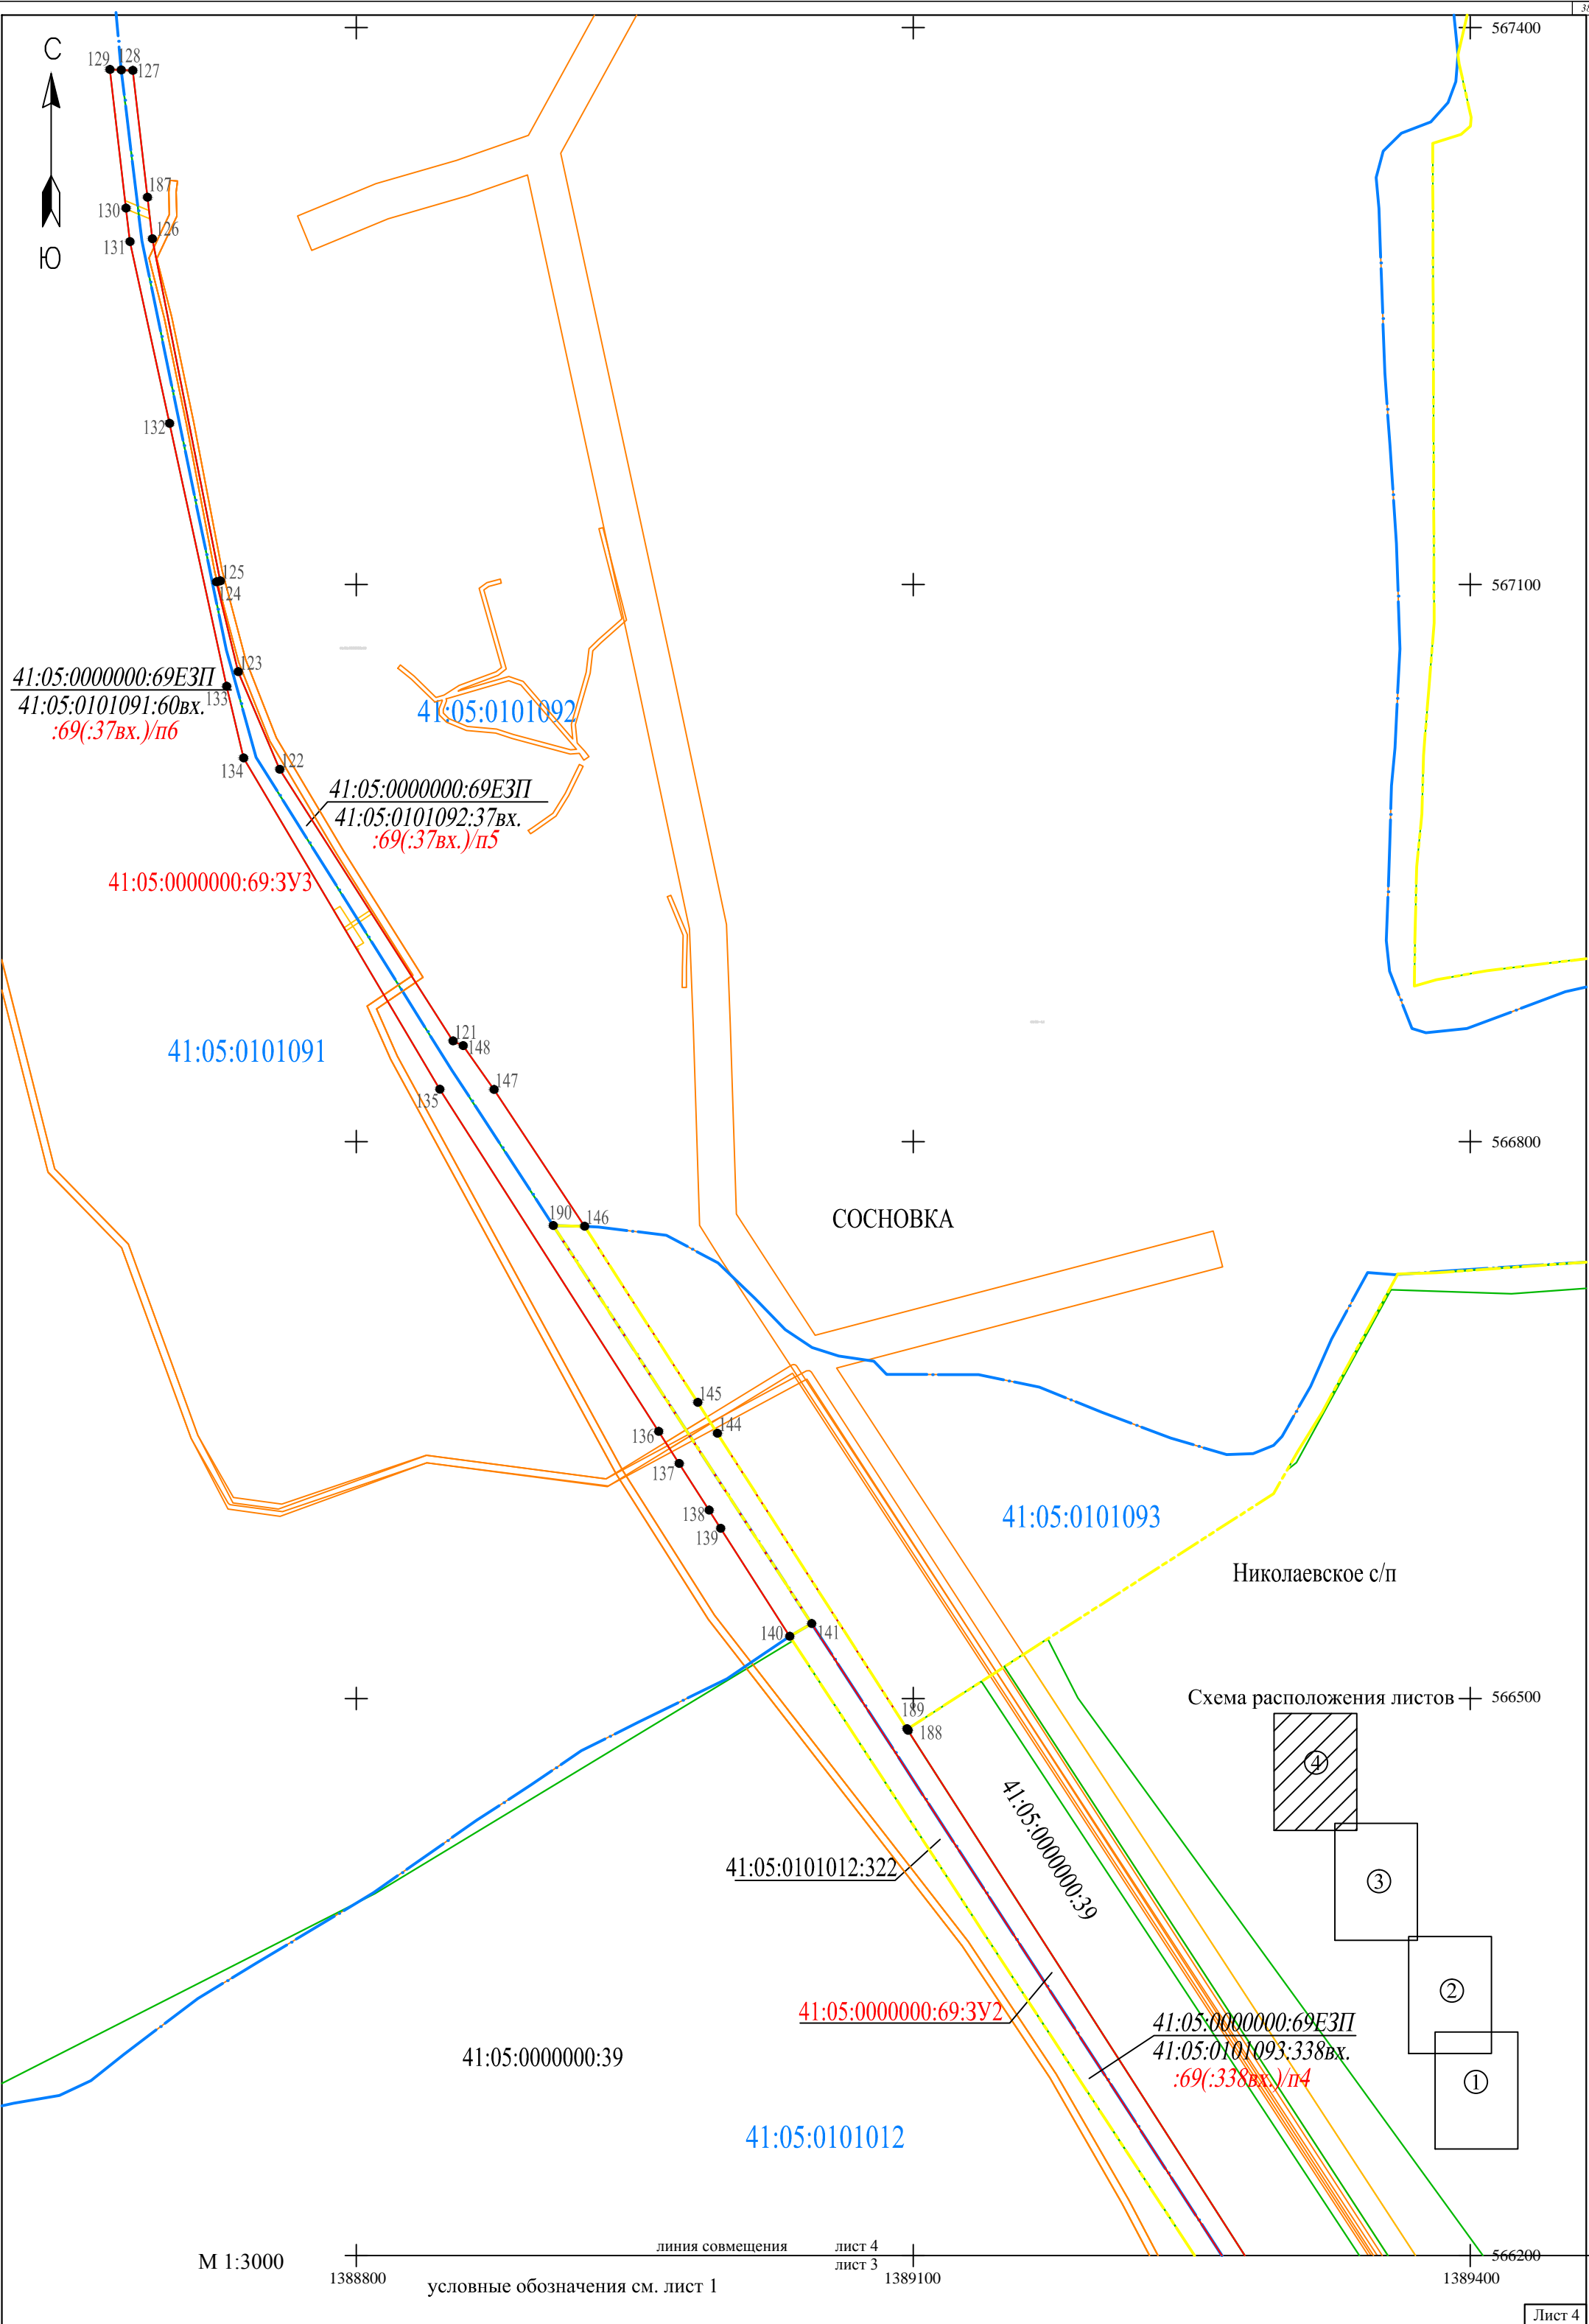 С
129
128
127
567400
187
130
126
131
Ю
132
125
124
567100
123
41:05:0000000:69ЕЗП
133
41:05:0101091:60вх.
:69(:37вх.)/п6
41:05:0101092
134
122
41:05:0000000:69ЕЗП
41:05:0101092:37вх.
:69(:37вх.)/п5
41:05:0000000:69:ЗУ3
121
148
41:05:0101091
147
135
566800
190
146
СОСНОВКА
145
144
136
137
138
139
41:05:0101093
Николаевское с/п
140
141
Схема расположения листов
566500
189
188
4
41:05:0000000:39
41:05:0101012:322
3
2
41:05:0000000:69:ЗУ2
41:05:0000000:69ЕЗП
41:05:0101093:338вх.
:69(:338вх.)/п4
41:05:0000000:39
1
41:05:0101012
М 1:3000
линия совмещения
лист 4
лист 3
566200
1388800
1389100
1389400
условные обозначения см. лист 1
Лист 4